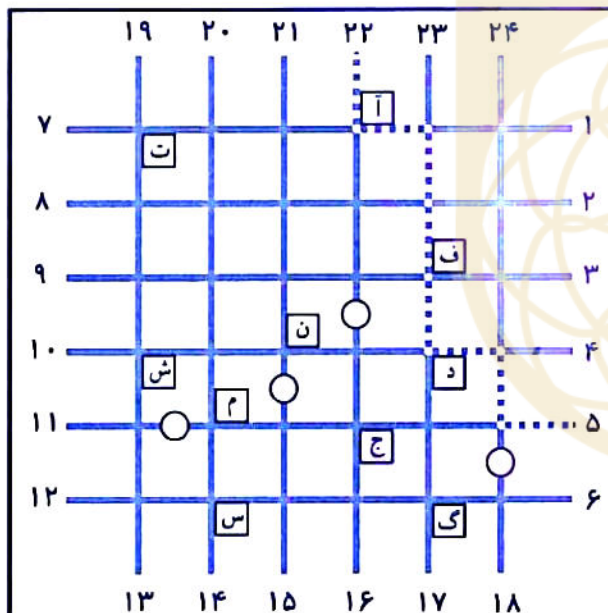 ۱۹ ۲۰ ۲۱ ۲۲ ۲۳ ۲۴
آ
۷ ۱
ت
۸ ۲
ف
۹ ۳
ن
۱۰ ۴
ش د
م
۱۱ ۵
ج
۱۲ ۶
س گ
۱۳ ۱۴ ۱۵ ۱۶ ۱۷ ۱۸